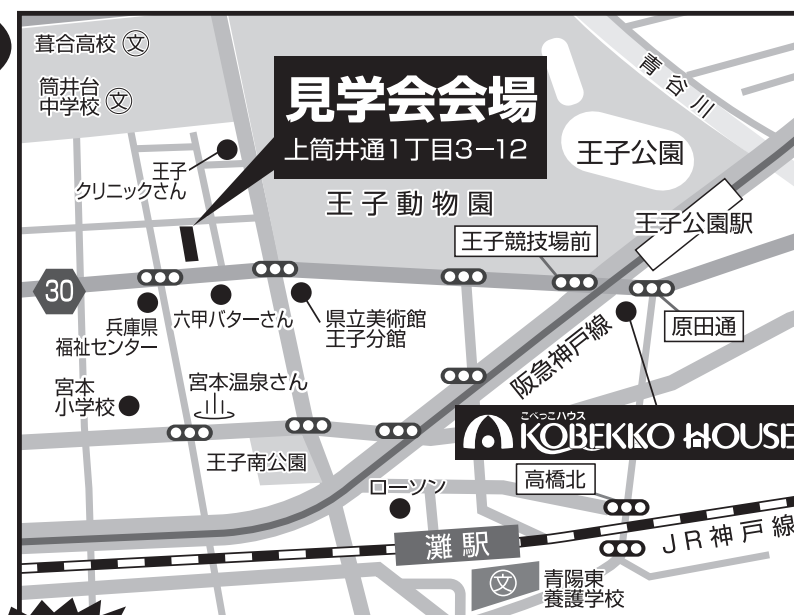 葺合高校 文
筒井台
中学校 文
青谷川
見学会会場
上筒井通1丁目3−12
王子公園
王子
クリニックさん
王子動物園
王子公園駅
王子競技場前
30
原田通
兵庫県
福祉センター
六甲バターさん
県立美術館
王子分館
阪急神戸線
宮本
小学校
宮本温泉さん
こべっこハウス
KOBEKKO HOUSE
王子南公園
ローソン
高橋北
灘駅
JR神戸線
文
青陽東
養護学校